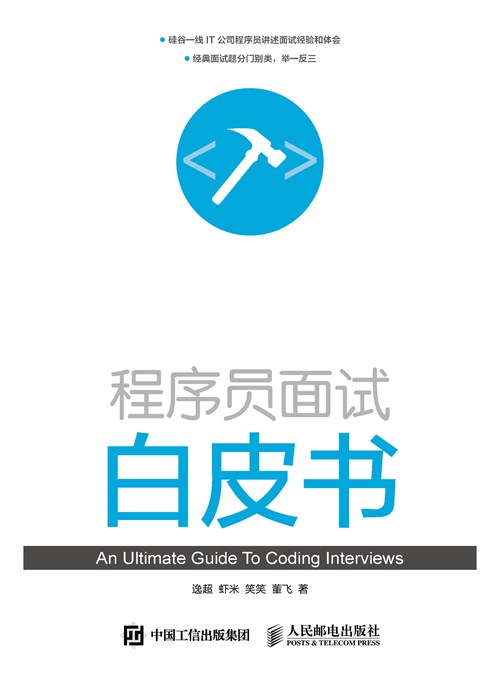 ● 硅谷一线 IT 公司程序员讲述面试经验和体会
● 经典面试题分门别类，举一反三
< >
程序员面试
白皮书
An Ultimate Guide To Coding Interviews
逸超 虾米 笑笑 董飞 著
中国工信出版集团 人民邮电出版社
POSTS & TELECOM PRESS